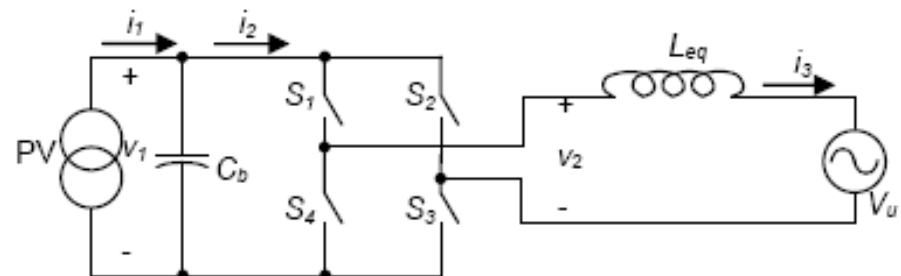 i1
i2
Leq
i3
+
S1
S2
+
PV
v1
Cb
v2
Vu
S4
S3
-
-